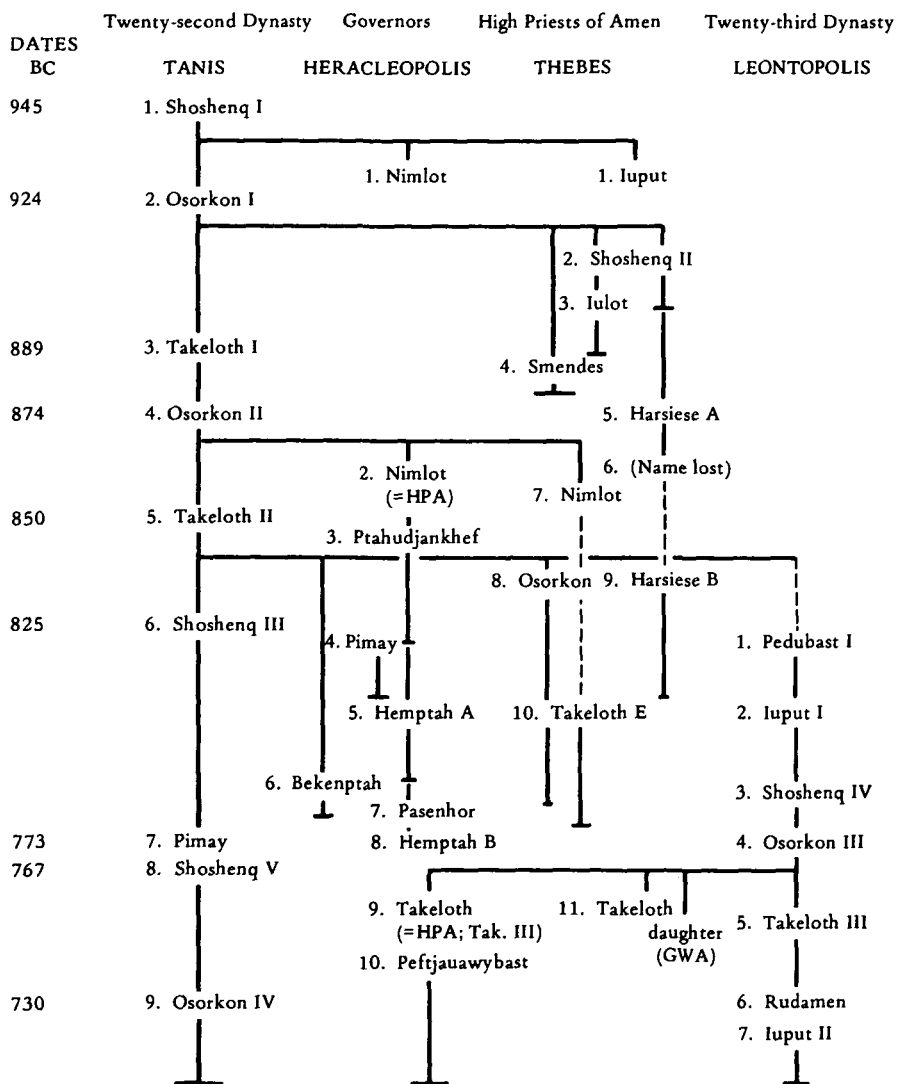 Twenty-second Dynasty Governors High Priests of Amen Twenty-third Dynasty
DATES
BC TANIS HERACLEOPOLIS THEBES LEONTOPOLIS
945 1. Shoshenq I
1. Nimlot 1. Iuput
924 2. Osorkon I
2. Shoshenq II
3. Iulot
889 3. Takeloth I
4. Smendes
874 4. Osorkon II 5. Harsiese A
2. Nimlot 6. (Name lost)
(=HPA) 7. Nimlot
850 5. Takeloth II
3. Ptahudjankhef
8. Osorkon 9. Harsiese B
825 6. Shoshenq III
4. Pimay 1. Pedubast I
5. Hemptah A 10. Takeloth E 2. Iuput I
6. Bekenptah 3. Shoshenq IV
7. Pasenhor
773 7. Pimay 8. Hemptah B 4. Osorkon III
767 8. Shoshenq V
9. Takeloth 11. Takeloth 5. Takeloth III
(=HPA; Tak. III) daughter
(GWA)
10. Peftjauawybast
730 9. Osorkon IV 6. Rudamen
7. Iuput II